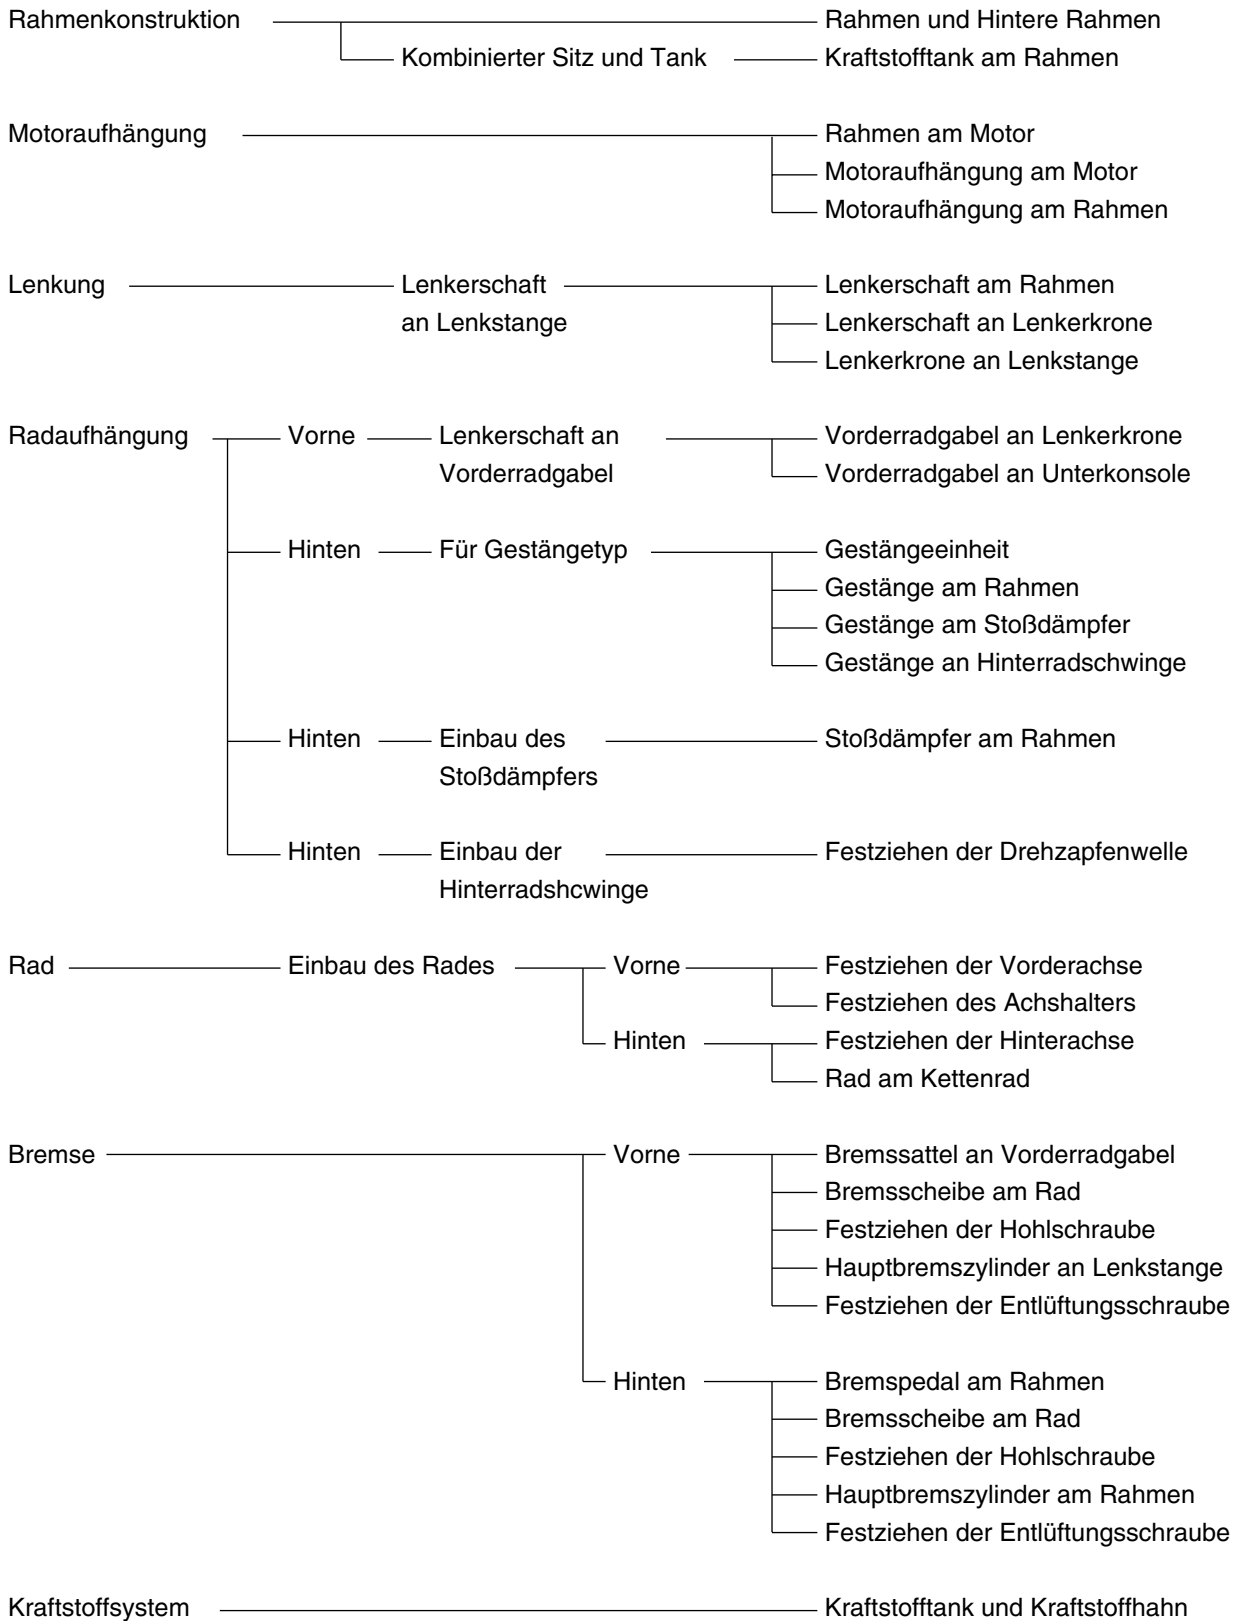 Rahmenkonstruktion Rahmen und Hintere Rahmen
Kombinierter Sitz und Tank Kraftstofftank am Rahmen
Motoraufhängung Rahmen am Motor
Motoraufhängung am Motor
Motoraufhängung am Rahmen
Lenkung Lenkerschaft Lenkerschaft am Rahmen
an Lenkstange Lenkerschaft an Lenkerkrone
Lenkerkrone an Lenkstange
Radaufhängung Vorne Lenkerschaft an Vorderradgabel an Lenkerkrone
Vorderradgabel Vorderradgabel an Unterkonsole
Hinten Für Gestängetyp Gestängeeinheit
Gestänge am Rahmen
Gestänge am Stoßdämpfer
Gestänge an Hinterradschwinge
Hinten Einbau des Stoßdämpfer am Rahmen
Stoßdämpfers
Hinten Einbau der Festziehen der Drehzapfenwelle
Hinterradshcwinge
Rad Einbau des Rades Vorne Festziehen der Vorderachse
Festziehen des Achshalters
Hinten Festziehen der Hinterachse
Rad am Kettenrad
Bremse Vorne Bremssattel an Vorderradgabel
Bremsscheibe am Rad
Festziehen der Hohlschraube
Hauptbremszylinder an Lenkstange
Festziehen der Entlüftungsschraube
Hinten Bremspedal am Rahmen
Bremsscheibe am Rad
Festziehen der Hohlschraube
Hauptbremszylinder am Rahmen
Festziehen der Entlüftungsschraube
Kraftstoffsystem Kraftstofftank und Kraftstoffhahn